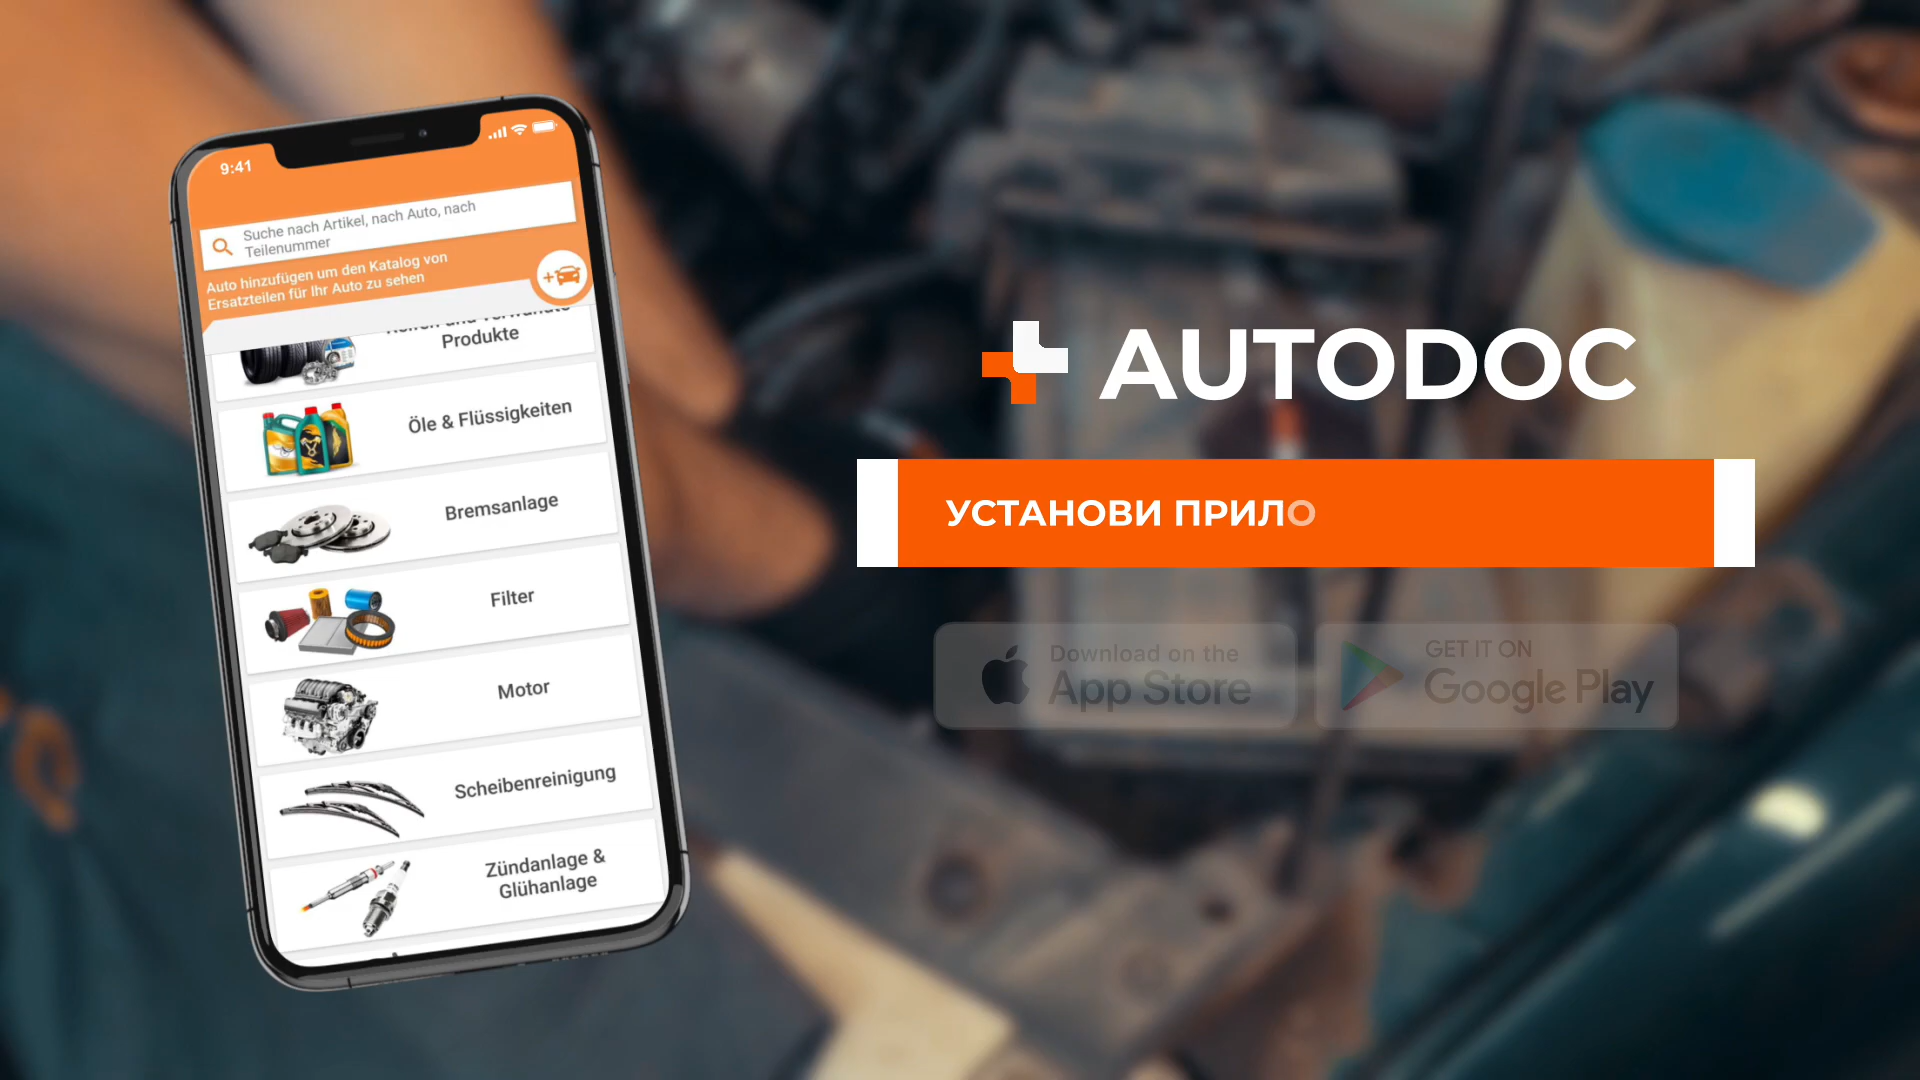 9:41
Suche nach Artikel, nach Auto, nach
Teilenummer
Auto hinzufügen um den Katalog von
Ersatzteilen für Ihr Auto zu sehen
Produkte
Öle & Flüssigkeiten
Bremsanlage
Filter
Motor
Scheibenreinigung
Zündanlage &
Glühanlage
AUTODOC
УСТАНОВИ ПРИЛО
Download on the
App Store
GET IT ON
Google Play